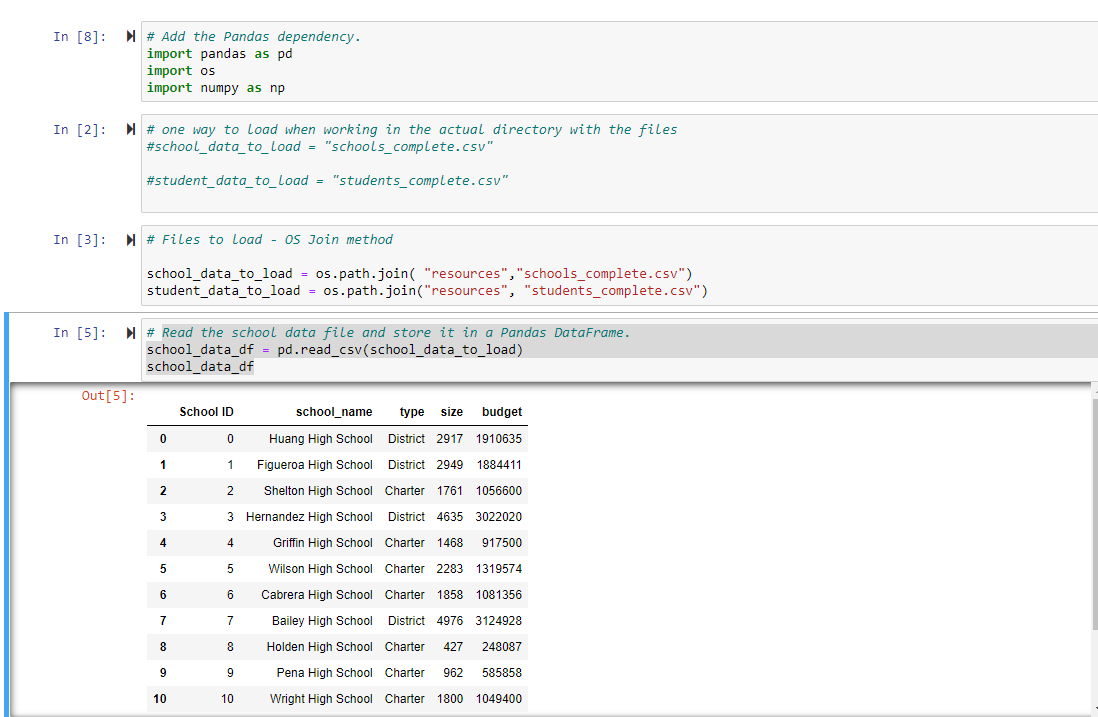 In [8]:
# Add the Pandas dependency.
import pandas as pd
import os
import numpy as np
In [2]:
# one way to load when working in the actual directory with the files
#school_data_to_load = "schools_complete.csv"
#student_data_to_load = "students_complete.csv"
In [3]:
# Files to load - OS Join method
school_data_to_load = os.path.join( "resources","schools_complete.csv")
student_data_to_load = os.path.join("resources", "students_complete.csv")
In [5]:
# Read the school data file and store it in a Pandas DataFrame.
school_data_df = pd.read_csv(school_data_to_load)
school_data_df
Out[5]:
School ID school_name type size budget
0 0 Huang High School District 2917 1910635
1 1 Figueroa High School District 2949 1884411
2 2 Shelton High School Charter 1761 1056600
3 3 Hernandez High School District 4635 3022020
4 4 Griffin High School Charter 1468 917500
5 5 Wilson High School Charter 2283 1319574
6 6 Cabrera High School Charter 1858 1081356
7 7 Bailey High School District 4976 3124928
8 8 Holden High School Charter 427 248087
9 9 Pena High School Charter 962 585858
10 10 Wright High School Charter 1800 1049400